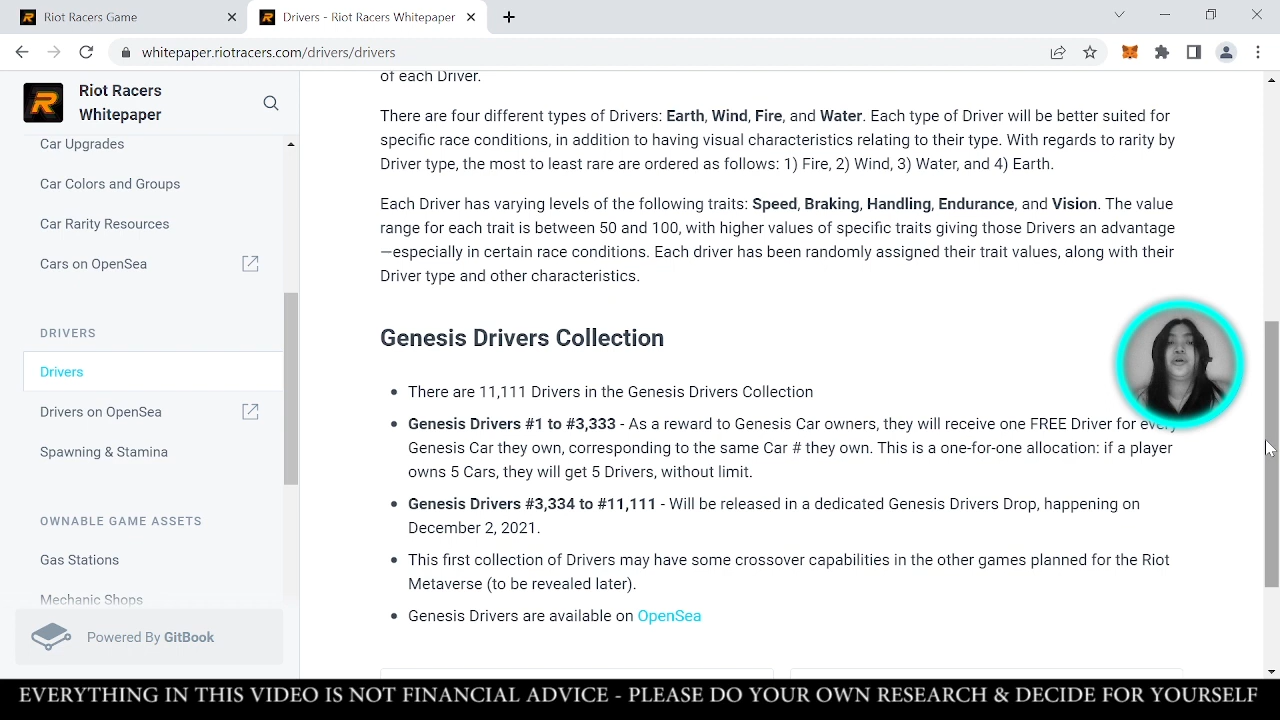 Riot Racers Game
Drivers - Riot Racers Whitepaper
whitepaper.riotracers.com/drivers/drivers
Riot Racers
Whitepaper
Car Upgrades
Car Colors and Groups
Car Rarity Resources
Cars on OpenSea
DRIVERS
Drivers
Drivers on OpenSea
Spawning & Stamina
OWNABLE GAME ASSETS
Gas Stations
Mechanic Shops
Powered By GitBook
of each Driver.
There are four different types of Drivers: Earth, Wind, Fire, and Water. Each type of Driver will be better suited for
specific race conditions, in addition to having visual characteristics relating to their type. With regards to rarity by
Driver type, the most to least rare are ordered as follows: 1) Fire, 2) Wind, 3) Water, and 4) Earth.
Each Driver has varying levels of the following traits: Speed, Braking, Handling, Endurance, and Vision. The value
range for each trait is between 50 and 100, with higher values of specific traits giving those Drivers an advantage
—especially in certain race conditions. Each driver has been randomly assigned their trait values, along with their
Driver type and other characteristics.
Genesis Drivers Collection
• There are 11,111 Drivers in the Genesis Drivers Collection
• Genesis Drivers #1 to #3,333 - As a reward to Genesis Car owners, they will receive one FREE Driver for every
Genesis Car they own, corresponding to the same Car # they own. This is a one-for-one allocation: if a player
owns 5 Cars, they will get 5 Drivers, without limit.
• Genesis Drivers #3,334 to #11,111 - Will be released in a dedicated Genesis Drivers Drop, happening on
December 2, 2021.
• This first collection of Drivers may have some crossover capabilities in the other games planned for the Riot
Metaverse (to be revealed later).
• Genesis Drivers are available on OpenSea
EVERYTHING IN THIS VIDEO IS NOT FINANCIAL ADVICE - PLEASE DO YOUR OWN RESEARCH & DECIDE FOR YOURSELF